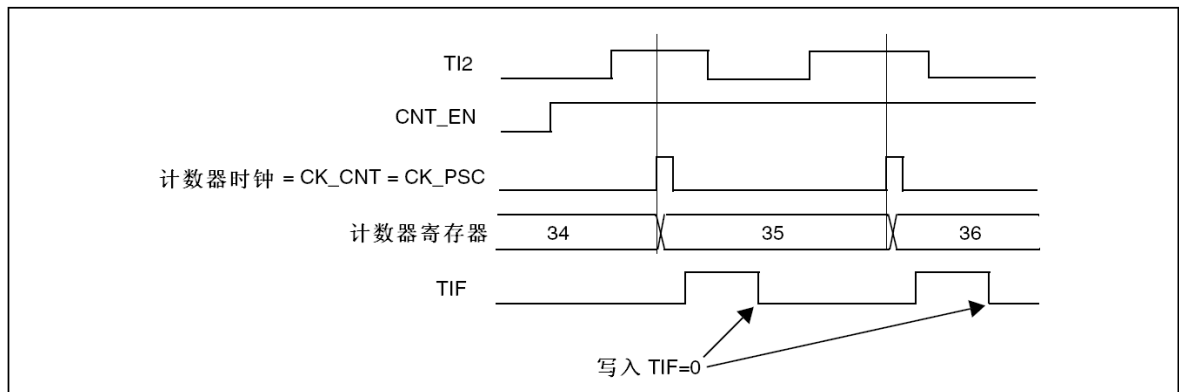 TI2
CNT_EN
计数器时钟 = CK_CNT = CK_PSC
计数器寄存器
34
35
36
TIF
写入 TIF=0